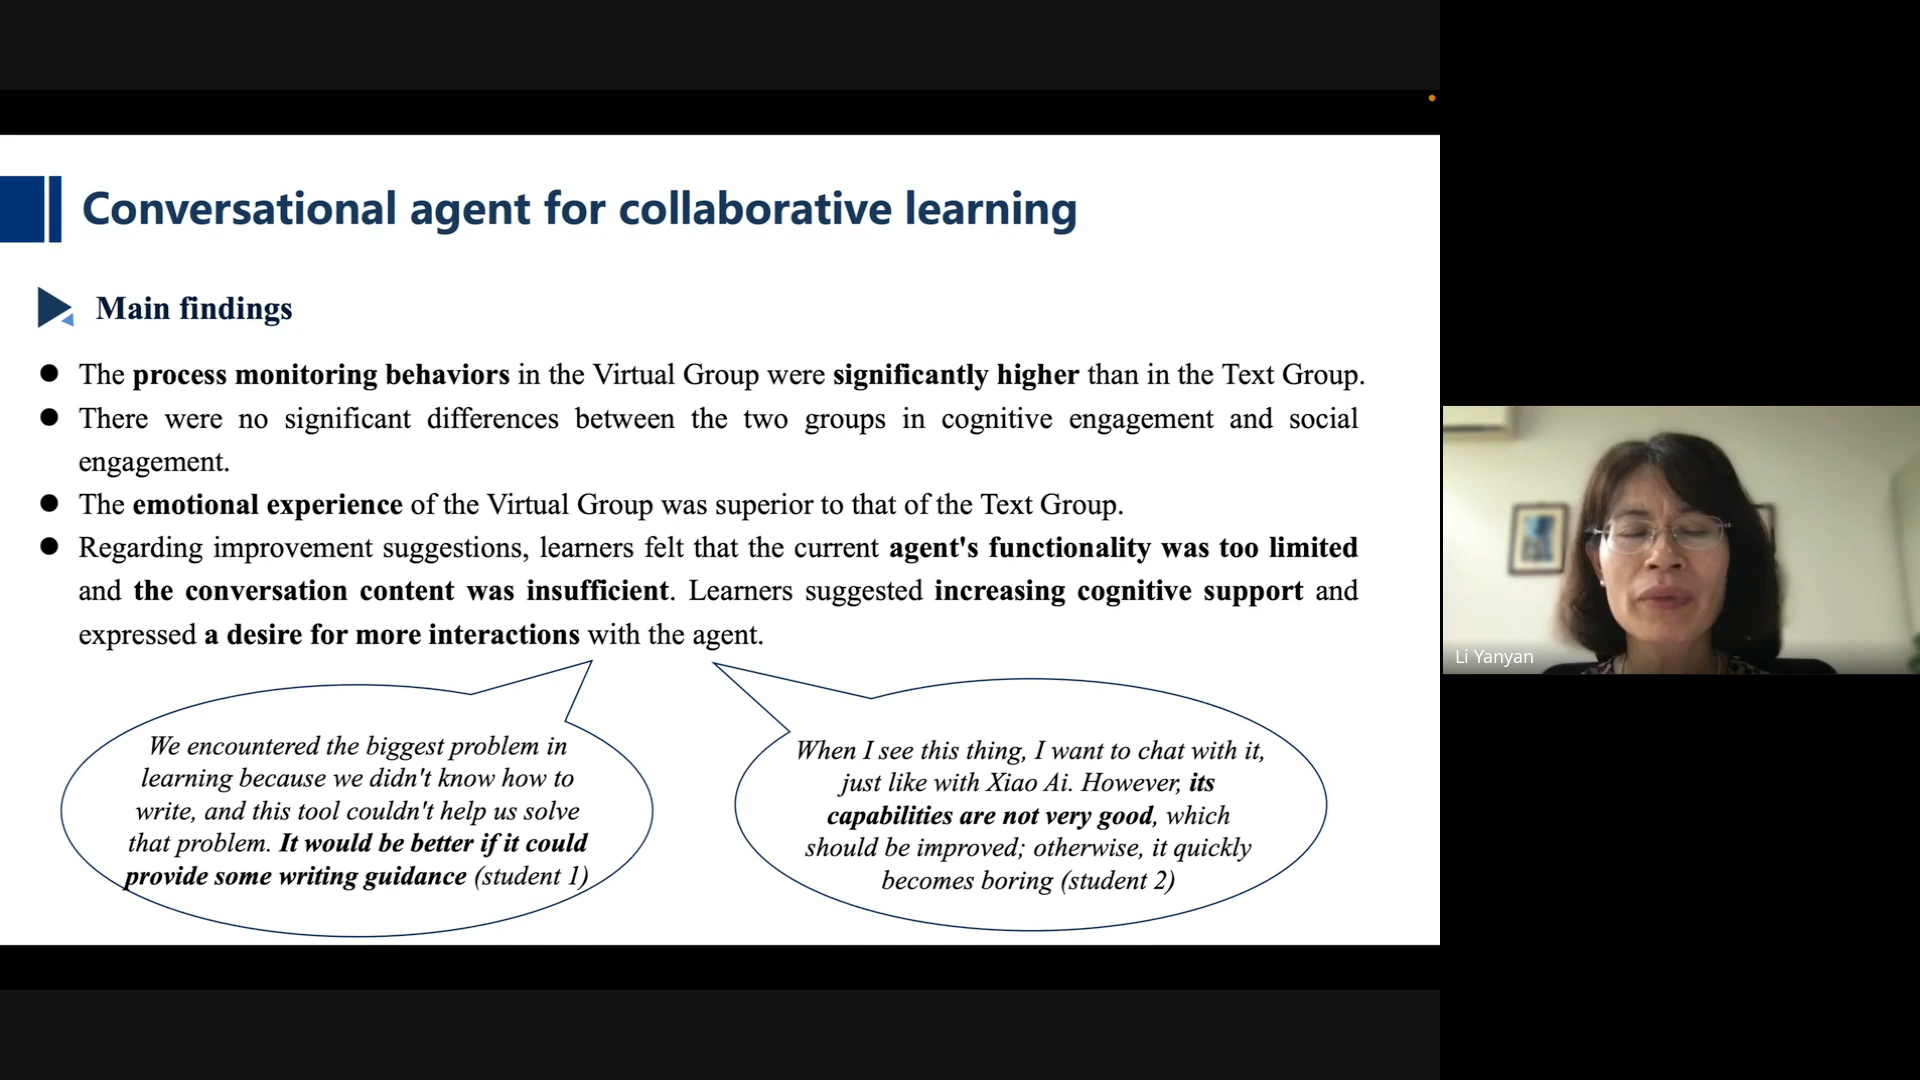 Conversational agent for collaborative learning
Main findings
● The process monitoring behaviors in the Virtual Group were significantly higher than in the Text Group.
● There were no significant differences between the two groups in cognitive engagement and social
engagement.
● The emotional experience of the Virtual Group was superior to that of the Text Group.
● Regarding improvement suggestions, learners felt that the current agent's functionality was too limited
and the conversation content was insufficient. Learners suggested increasing cognitive support and
expressed a desire for more interactions with the agent.
We encountered the biggest problem in
learning because we didn't know how to
write, and this tool couldn't help us solve
that problem. It would be better if it could
provide some writing guidance (student 1)
When I see this thing, I want to chat with it,
just like with Xiao Ai. However, its
capabilities are not very good, which
should be improved; otherwise, it quickly
becomes boring (student 2)
Li Yanyan